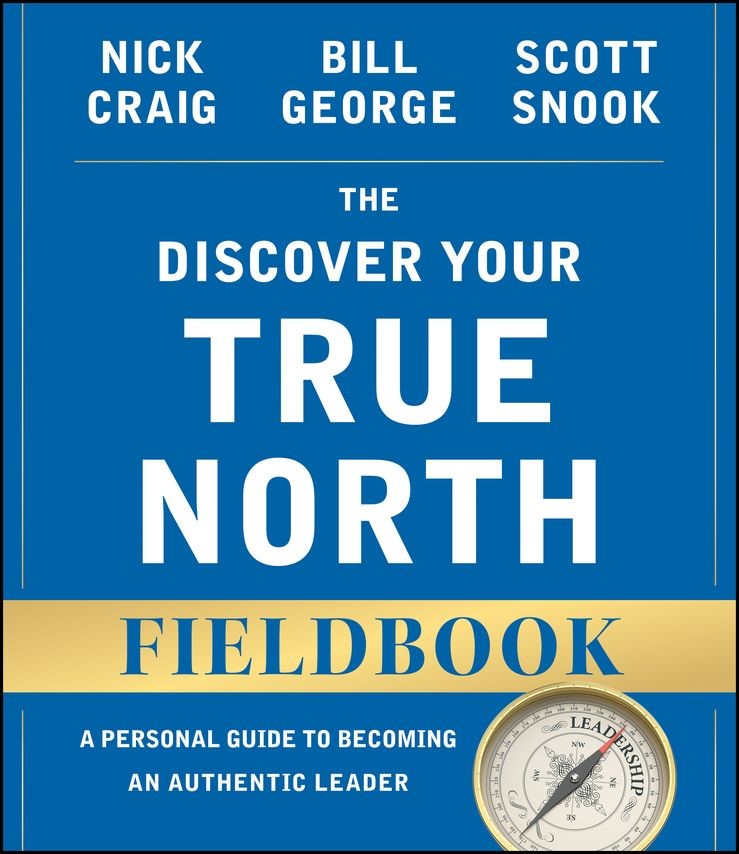 NICK CRAIG
BILL GEORGE
SCOTT SNOOK
THE
DISCOVER YOUR
TRUE
NORTH
FIELDBOOK
A PERSONAL GUIDE TO BECOMING
AN AUTHENTIC LEADER
LEADERSHIP
NW
SW
NE
SE